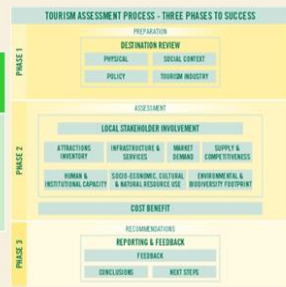 TOURISM ASSESSMENT PROCESS - THREE PHASES TO SUCCESS
PHASE 1
PREPARATION
DESTINATION REVIEW
PHYSICAL
SOCIAL CONTEXT
POLICY
TOURISM INDUSTRY
PHASE 2
ASSESSMENT
LOCAL STAKEHOLDER INVOLVEMENT
ATTRACTIONS INVENTORY
INFRASTRUCTURE & SERVICES
MARKET DEMAND
SUPPLY & COMPETITIVENESS
HUMAN & INSTITUTIONAL CAPACITY
SOCIO-ECONOMIC, CULTURAL & NATURAL RESOURCE USE
ENVIRONMENTAL & BIODIVERSITY FOOTPRINT
COST BENEFIT
PHASE 3
RECOMMENDATIONS
REPORTING & FEEDBACK
FEEDBACK
CONCLUSIONS
NEXT STEPS